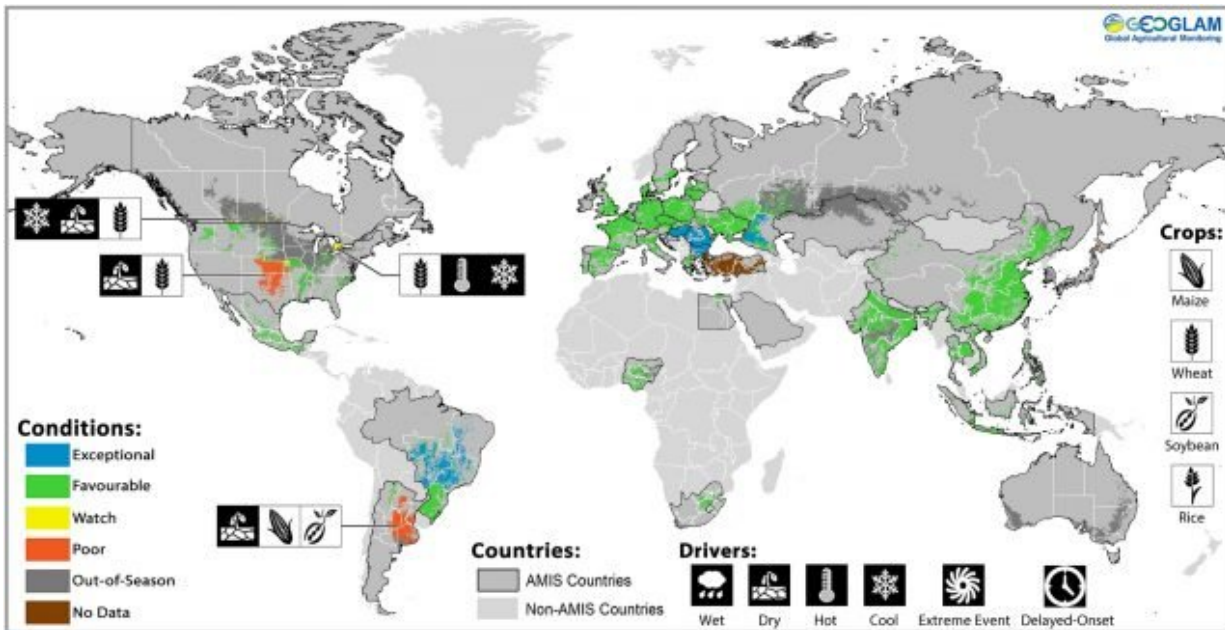 GEOGLAM
Global Agricultural Monitoring
Crops:
Maize
Wheat
Soybean
Rice
Conditions:
Exceptional
Favourable
Watch
Poor
Out-of-Season
No Data
Countries:
AMIS Countries
Non-AMIS Countries
Drivers:
Wet
Dry
Hot
Cool
Extreme Event
Delayed-Onset